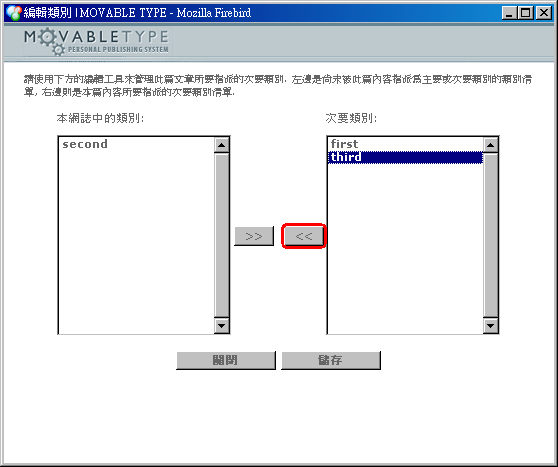 編輯類別 | MOVABLE TYPE - Mozilla Firebird
MOVABLETYPE
PERSONAL PUBLISHING SYSTEM
請使用下方的編輯工具來管理此篇文章所要指派的次要類別. 左邊是尚未被此篇內容指派為主要或次要類別的類別清
單, 右邊則是本篇內容所要指派的次要類別清單.
本網誌中的類別:
次要類別:
second
first
third
>>
<<
關閉
儲存